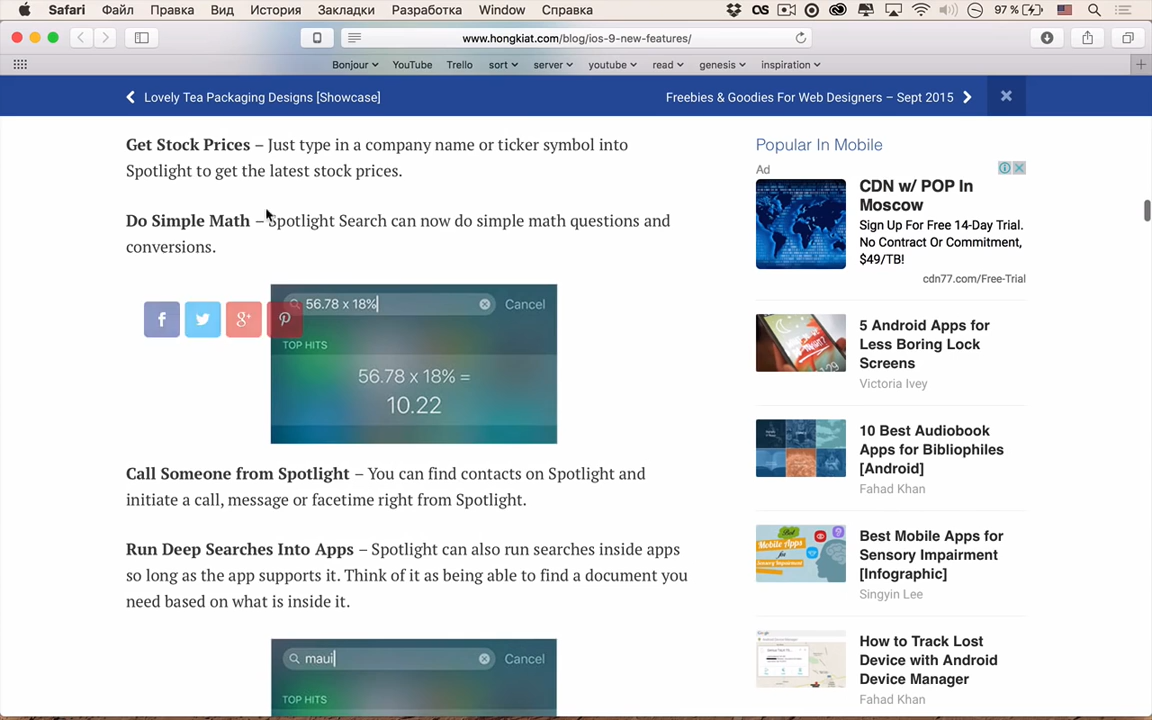 Safari Файл Правка Вид История Закладки Разработка Window Справка 97 %
www.hongkiat.com/blog/ios-9-new-features/
Bonjour YouTube Trello sort server youtube read genesis inspiration
Lovely Tea Packaging Designs [Showcase]
Freebies & Goodies For Web Designers – Sept 2015
Get Stock Prices – Just type in a company name or ticker symbol into
Spotlight to get the latest stock prices.
Do Simple Math – Spotlight Search can now do simple math questions and
conversions.
56.78 x 18% Cancel
TOP HITS
56.78 x 18% =
10.22
Call Someone from Spotlight – You can find contacts on Spotlight and
initiate a call, message or facetime right from Spotlight.
Run Deep Searches Into Apps – Spotlight can also run searches inside apps
so long as the app supports it. Think of it as being able to find a document you
need based on what is inside it.
maui Cancel
TOP HITS
Popular In Mobile
Ad
CDN w/ POP In
Moscow
Sign Up For Free 14-Day Trial.
No Contract Or Commitment,
$49/TB!
cdn77.com/Free-Trial
5 Android Apps for
Less Boring Lock
Screens
Victoria Ivey
10 Best Audiobook
Apps for Bibliophiles
[Android]
Fahad Khan
Mobile Apps
Best Mobile Apps for
Sensory Impairment
[Infographic]
Singyin Lee
How to Track Lost
Device with Android
Device Manager
Fahad Khan